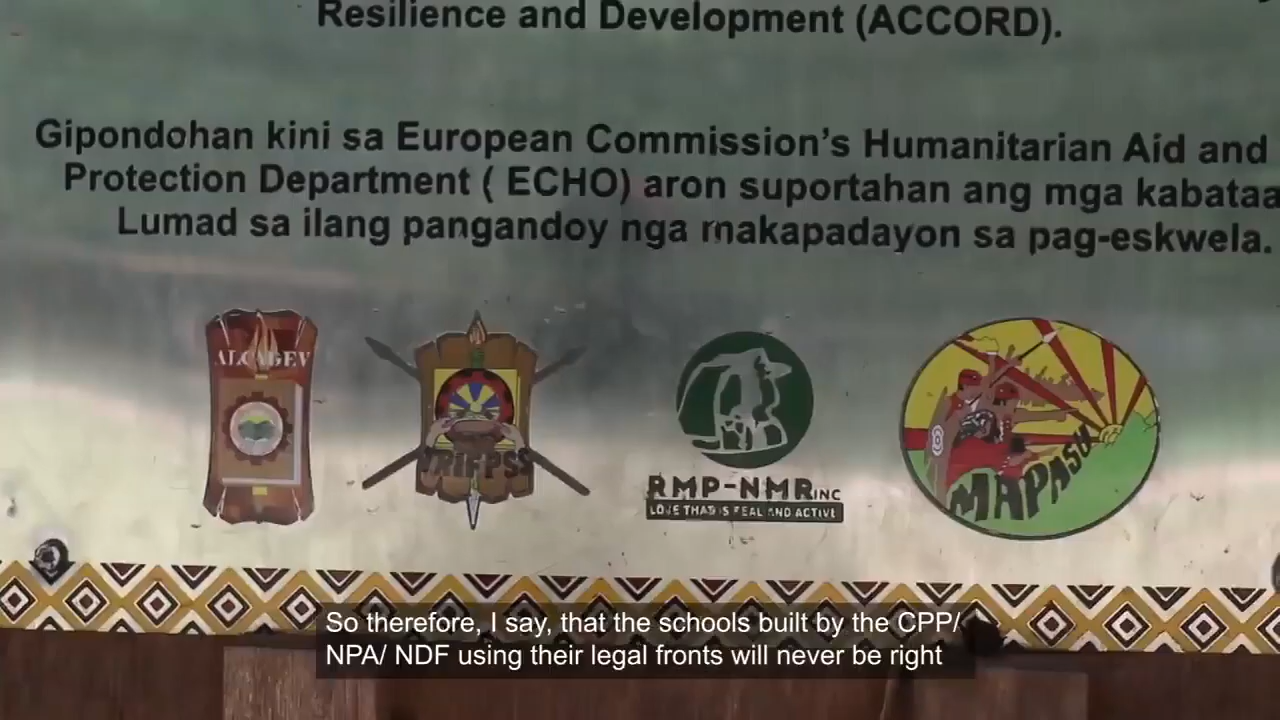 Resilience and Development (ACCORD).
Gipondohan kini sa European Commission's Humanitarian Aid and
Protection Department ( ECHO) aron suportahan ang mga kabataa
Lumad sa ilang pangandoy nga makapadayon sa pag-eskwela.
ALCADEV
TRIFPSS
RMP-NMR INC
LOVE THAT IS REAL AND ACTIVE
MAPASU
So therefore, I say, that the schools built by the CPP/
NPA/ NDF using their legal fronts will never be right